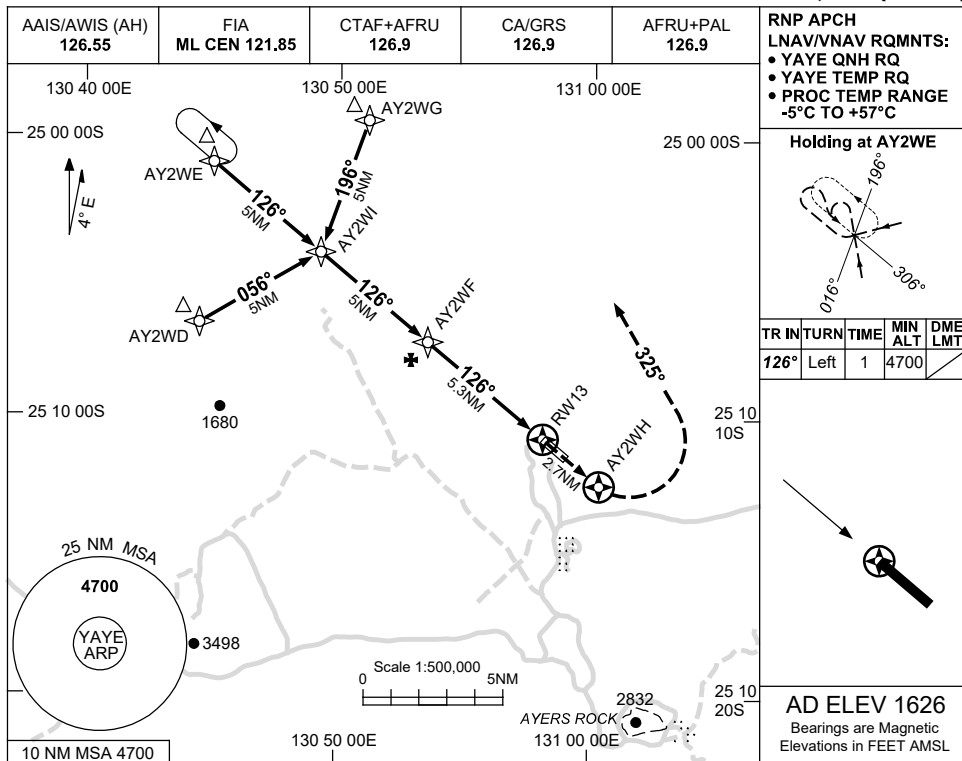 AAIS/AWIS (AH)
126.55
FIA
ML CEN 121.85
CTAF+AFRU
126.9
CA/GRS
126.9
AFRU+PAL
126.9
RNP APCH
LNAV/VNAV RQMNTS:
• YAYE QNH RQ
• YAYE TEMP RQ
• PROC TEMP RANGE
-5°C TO +57°C
130 40 00E
130 50 00E
131 00 00E
25 00 00S
25 00 00S
AY2WG
AY2WE
196°
5NM
126°
5NM
AY2WI
4° E
056°
5NM
AY2WD
126°
5NM
AY2WF
126°
5.3NM
RW13
2.7NM
AY2WH
325°
Holding at AY2WE
196°
016°
306°
TR IN
TURN
TIME
MIN
ALT
DME
LMT
126°
Left
1
4700
25 10 00S
1680
25 10
10S
25 NM MSA
4700
YAYE
ARP
3498
Scale 1:500,000
0
5NM
2832
AYERS ROCK
25 10
20S
10 NM MSA 4700
130 50 00E
131 00 00E
AD ELEV 1626
Bearings are Magnetic
Elevations in FEET AMSL